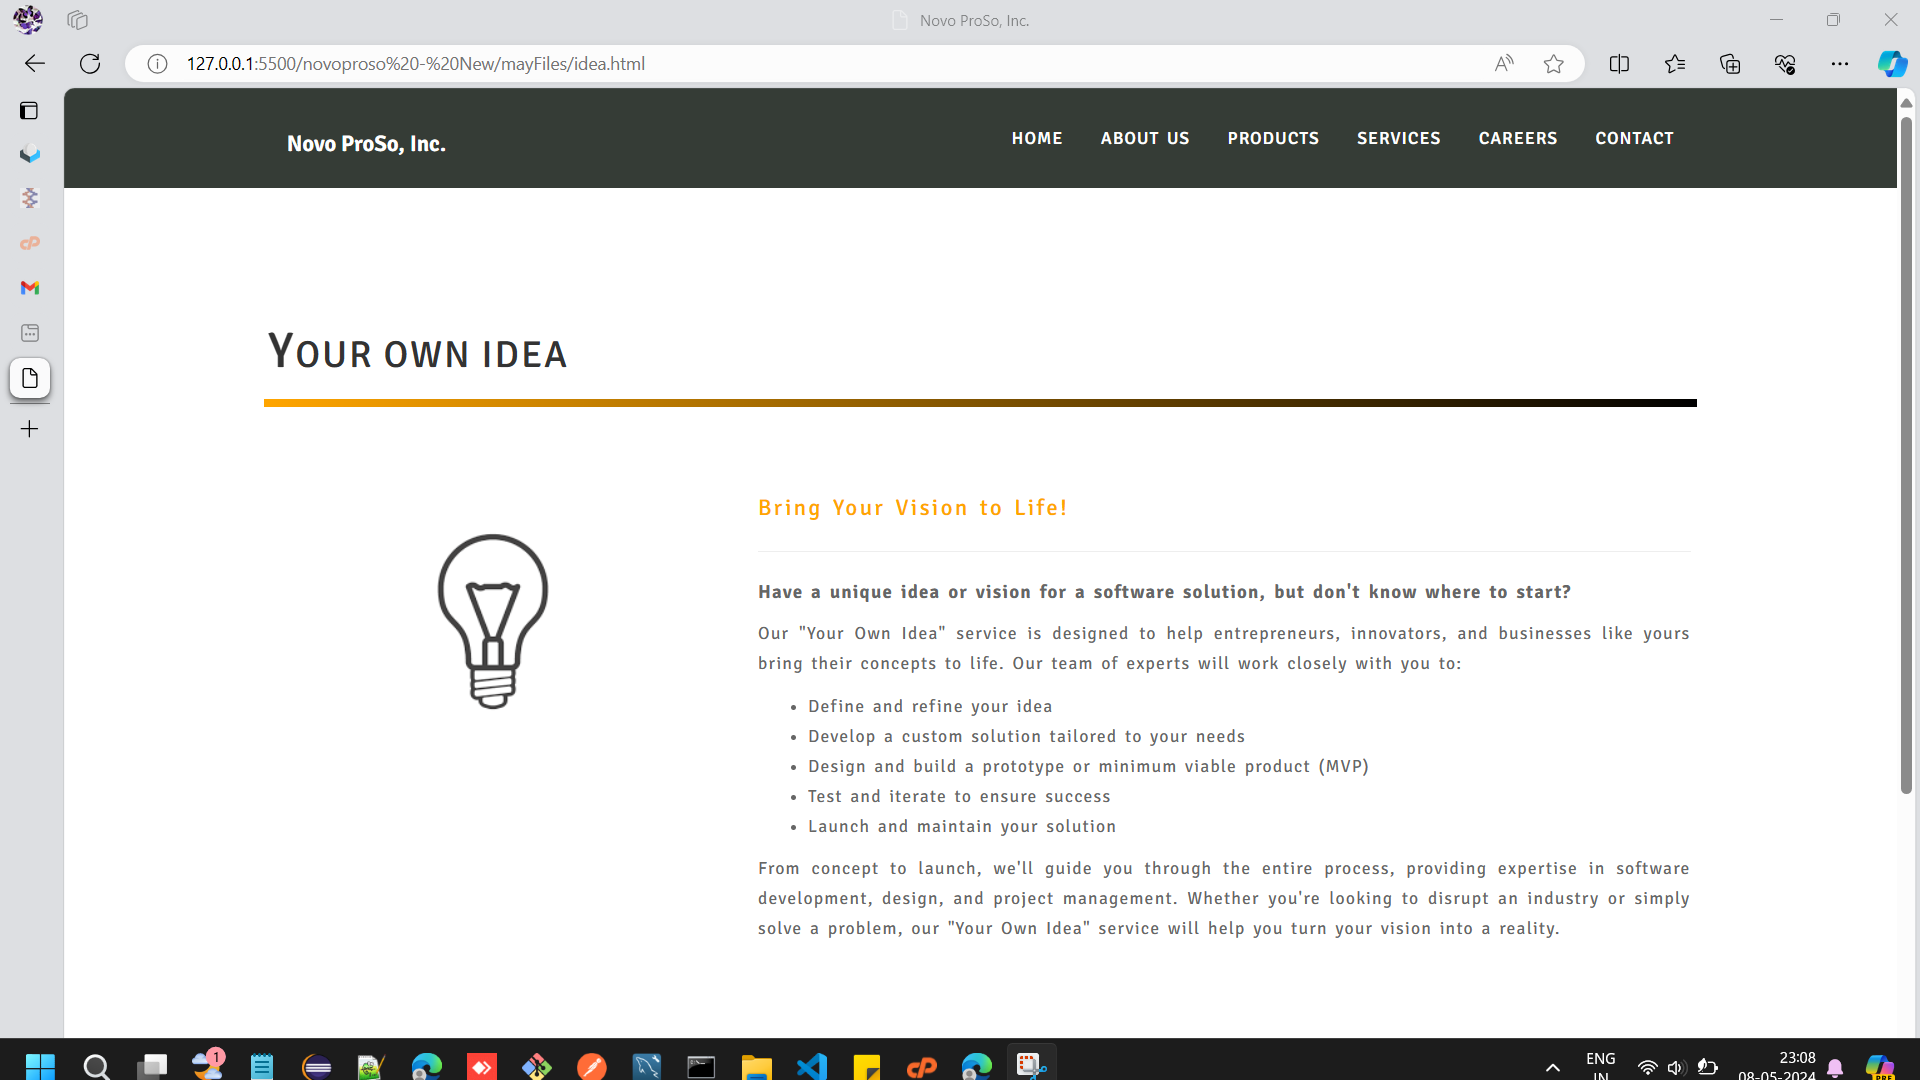 Novo ProSo, Inc.
127.0.0.1:5500/novoproso%20-%20New/mayFiles/idea.html
Novo ProSo, Inc.
HOME ABOUT US PRODUCTS SERVICES CAREERS CONTACT
YOUR OWN IDEA
Bring Your Vision to Life!
Have a unique idea or vision for a software solution, but don't know where to start?
Our "Your Own Idea" service is designed to help entrepreneurs, innovators, and businesses like yours
bring their concepts to life. Our team of experts will work closely with you to:
• Define and refine your idea
• Develop a custom solution tailored to your needs
• Design and build a prototype or minimum viable product (MVP)
• Test and iterate to ensure success
• Launch and maintain your solution
From concept to launch, we'll guide you through the entire process, providing expertise in software
development, design, and project management. Whether you're looking to disrupt an industry or simply
solve a problem, our "Your Own Idea" service will help you turn your vision into a reality.
1
ENG
IN
23:08
08-05-2024
PRE